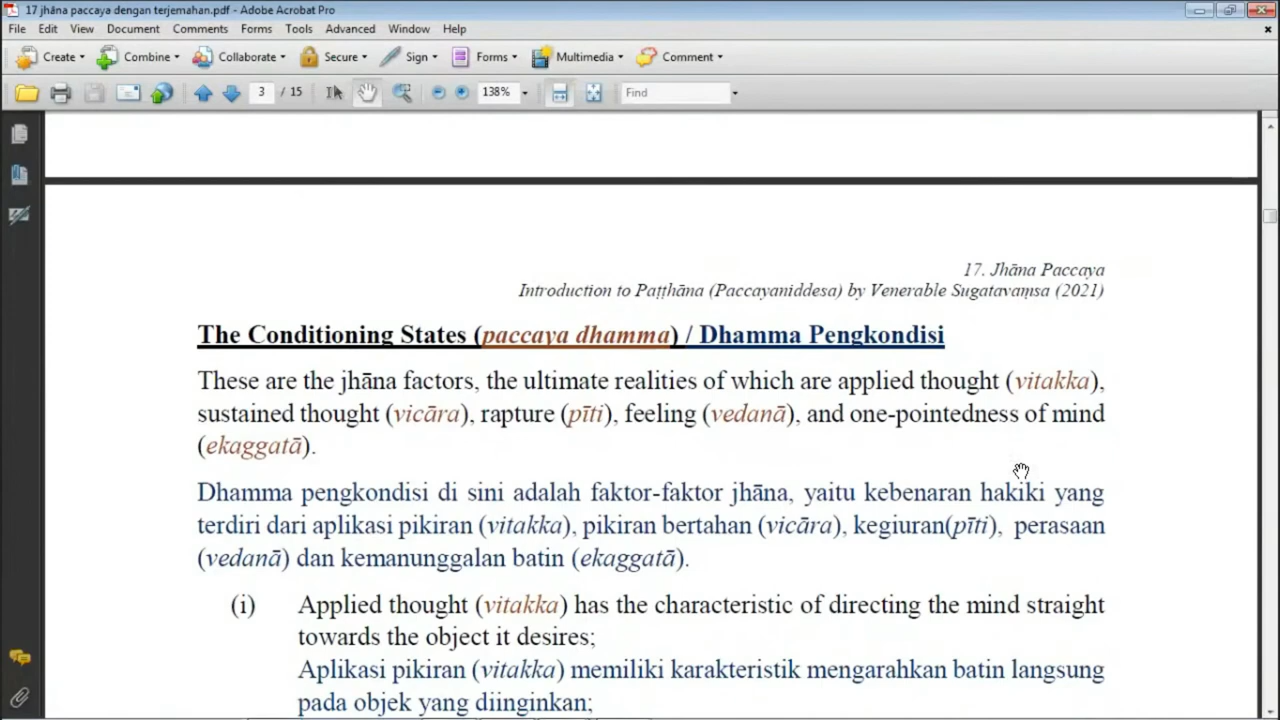 17 jhāna paccaya dengan terjemahan.pdf - Adobe Acrobat Pro
File Edit View Document Comments Forms Tools Advanced Window Help
Create Combine Collaborate Secure Sign Forms Multimedia Comment
3 / 15 138% Find
17. Jhāna Paccaya
Introduction to Paṭṭhāna (Paccayaniddesa) by Venerable Sugatavaṃsa (2021)
The Conditioning States (paccaya dhamma) / Dhamma Pengkondisi
These are the jhāna factors, the ultimate realities of which are applied thought (vitakka),
sustained thought (vicāra), rapture (pīti), feeling (vedanā), and one-pointedness of mind
(ekaggatā).
Dhamma pengkondisi di sini adalah faktor-faktor jhāna, yaitu kebenaran hakiki yang
terdiri dari aplikasi pikiran (vitakka), pikiran bertahan (vicāra), kegiuran(pīti), perasaan
(vedanā) dan kemanunggalan batin (ekaggatā).
(i) Applied thought (vitakka) has the characteristic of directing the mind straight
towards the object it desires;
Aplikasi pikiran (vitakka) memiliki karakteristik mengarahkan batin langsung
pada objek yang diinginkan;